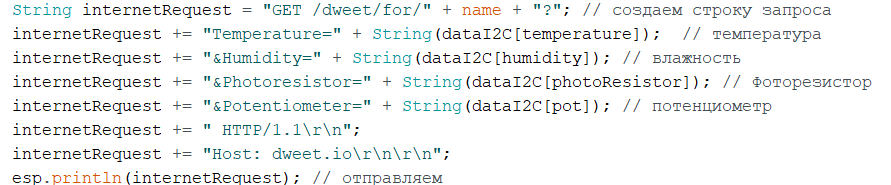 String internetRequest = "GET /dweet/for/" + name + "?"; // создаем строку запроса
internetRequest += "Temperature=" + String(dataI2C[temperature]);  // температура
internetRequest += "&Humidity=" + String(dataI2C[humidity]); // влажность
internetRequest += "&Photoresistor=" + String(dataI2C[photoResistor]); // Фоторезистор
internetRequest += "&Potentiometer=" + String(dataI2C[pot]); // потенциометр
internetRequest += " HTTP/1.1\r\n";
internetRequest += "Host: dweet.io\r\n\r\n";
esp.println(internetRequest); // отправляем